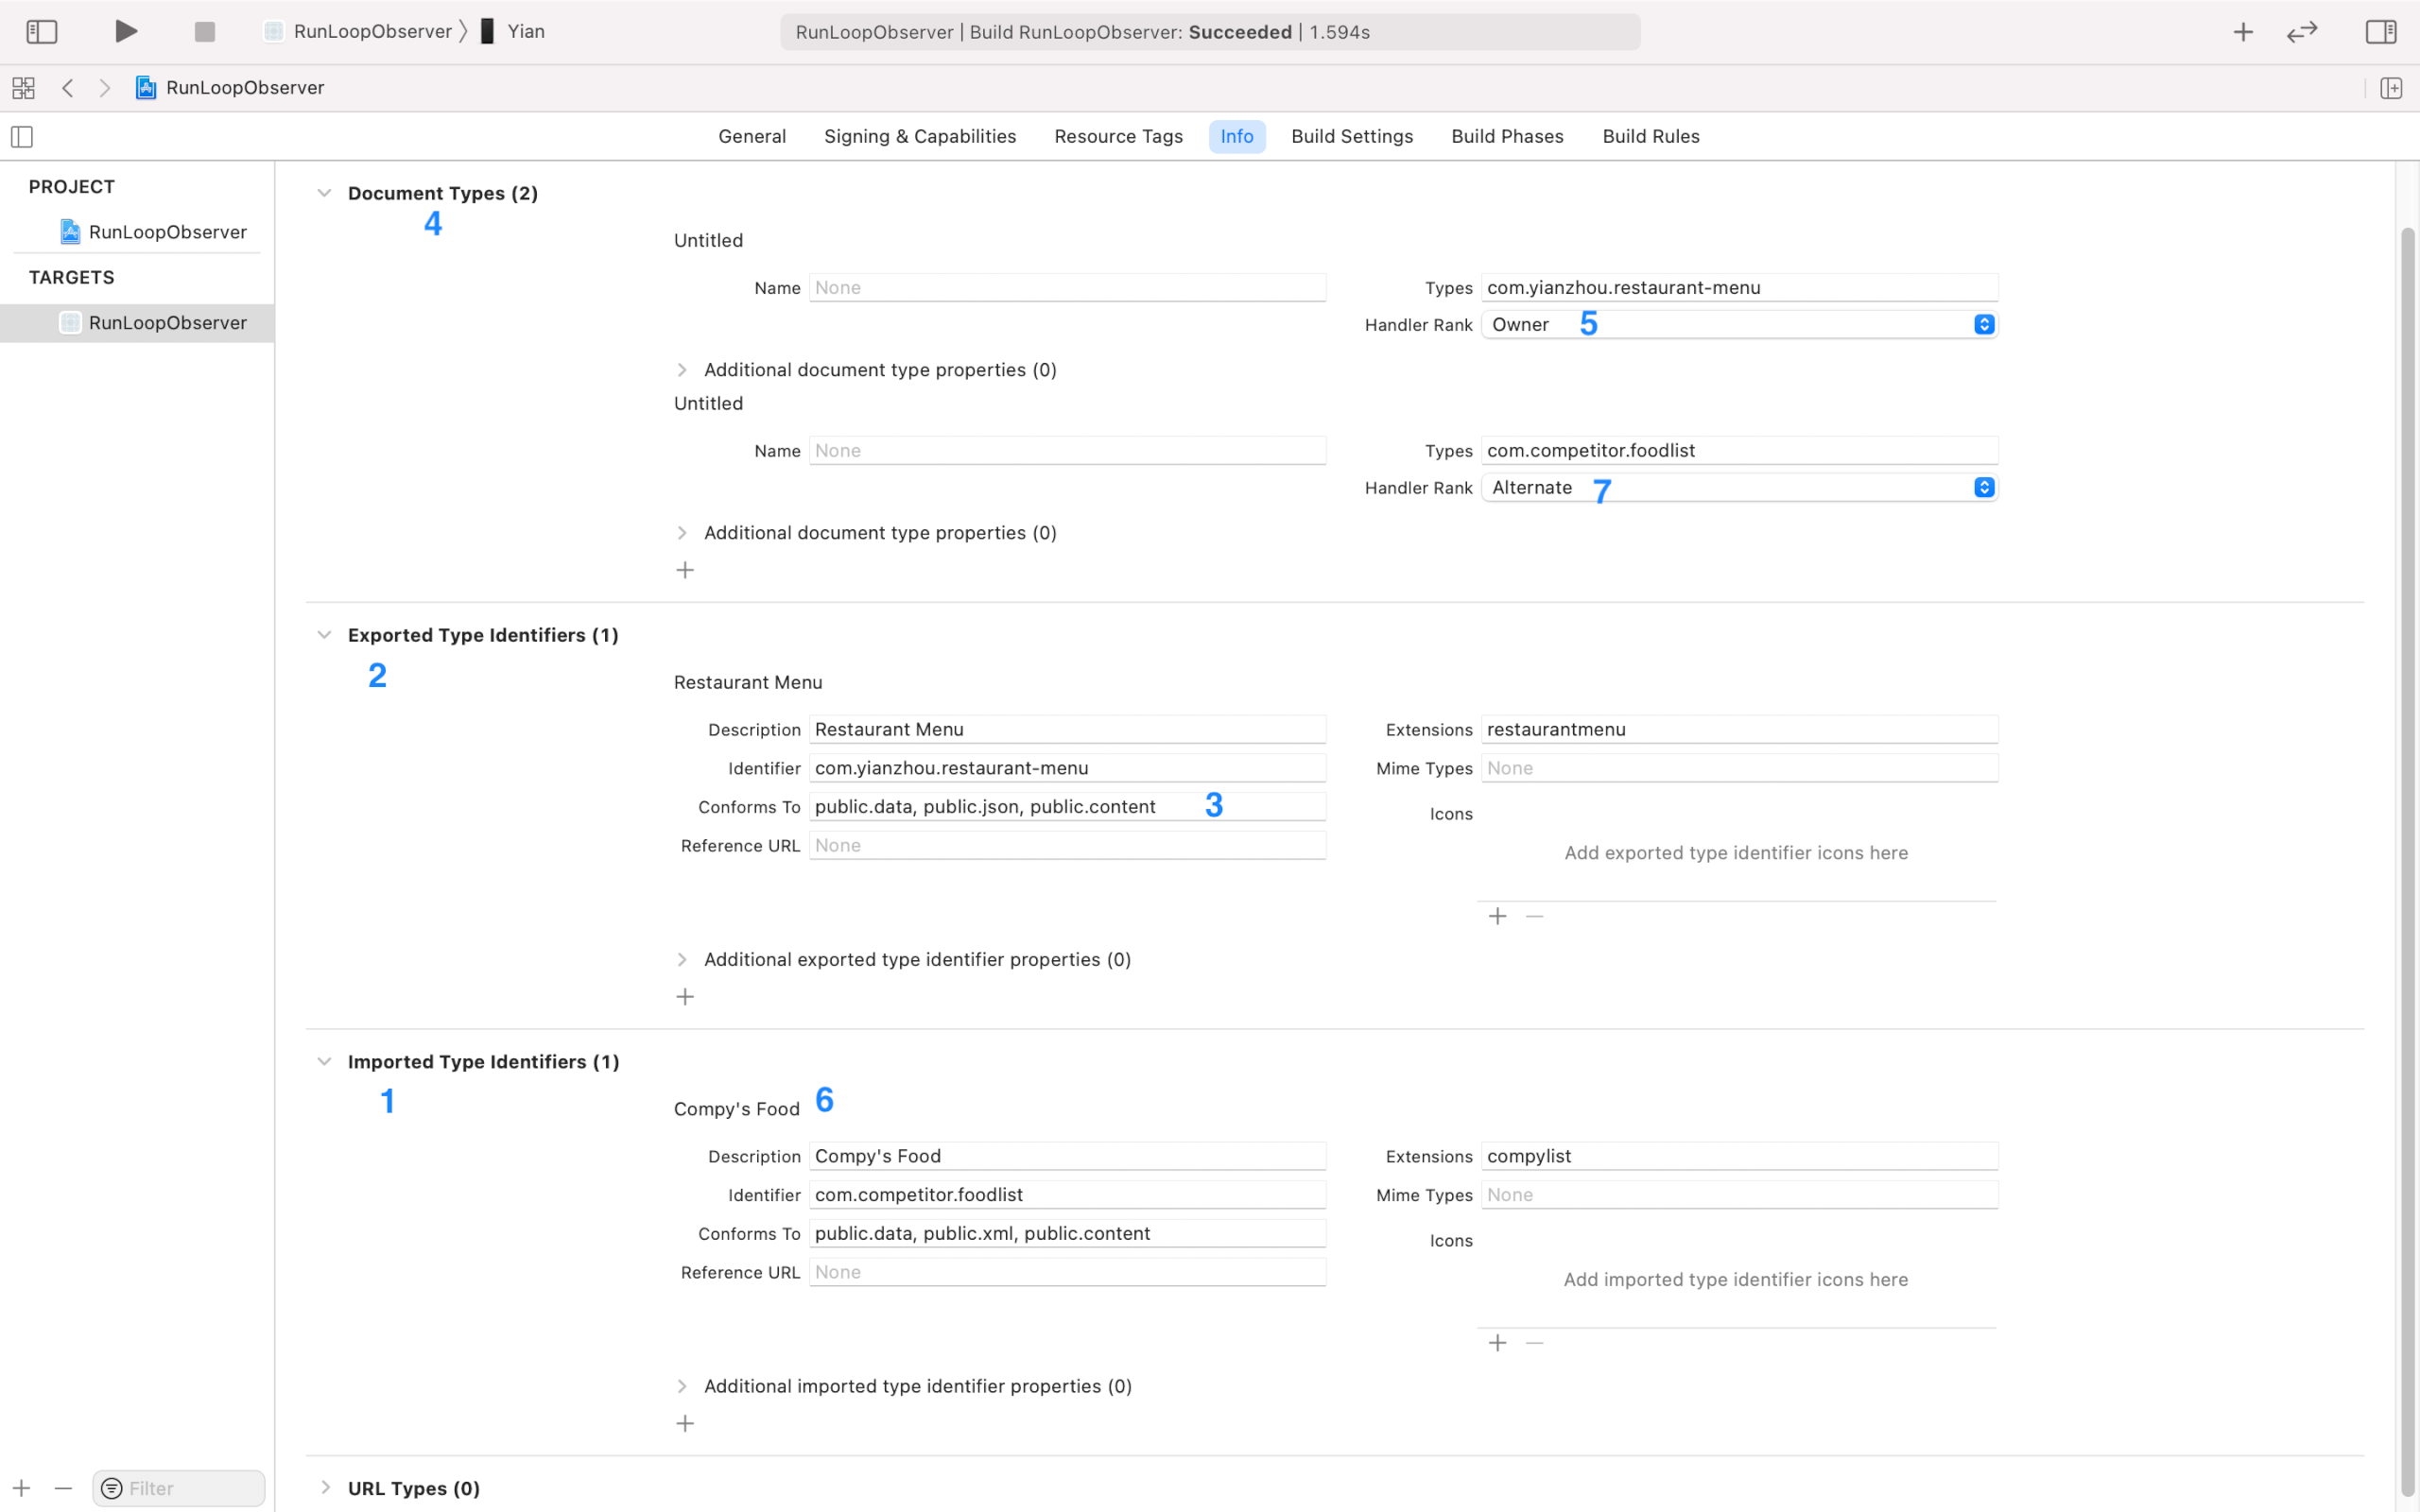 RunLoopObserver
Yian
RunLoopObserver | Build RunLoopObserver: Succeeded | 1.594s
RunLoopObserver
General Signing & Capabilities Resource Tags Info Build Settings Build Phases Build Rules
PROJECT
RunLoopObserver
TARGETS
RunLoopObserver
Filter
Document Types (2)
4
Untitled
Name None
Types com.yianzhou.restaurant-menu
Handler Rank Owner 5
Additional document type properties (0)
Untitled
Name None
Types com.competitor.foodlist
Handler Rank Alternate 7
Additional document type properties (0)
Exported Type Identifiers (1)
2
Restaurant Menu
Description Restaurant Menu
Identifier com.yianzhou.restaurant-menu
Conforms To public.data, public.json, public.content 3
Reference URL None
Extensions restaurantmenu
Mime Types None
Icons
Add exported type identifier icons here
Additional exported type identifier properties (0)
Imported Type Identifiers (1)
1
Compy's Food 6
Description Compy's Food
Identifier com.competitor.foodlist
Conforms To public.data, public.xml, public.content
Reference URL None
Extensions compylist
Mime Types None
Icons
Add imported type identifier icons here
Additional imported type identifier properties (0)
URL Types (0)